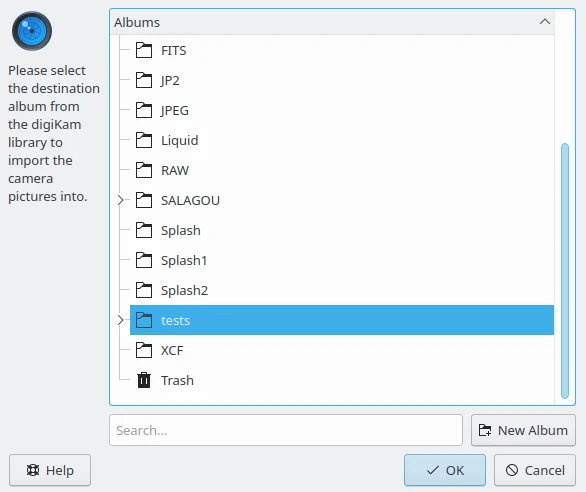 Please select
the destination
album from
the digiKam
library to
import the
camera
pictures into.
Albums
FITS
JP2
JPEG
Liquid
RAW
SALAGOU
Splash
Splash1
Splash2
tests
XCF
Trash
Search...
New Album
Help
OK
Cancel